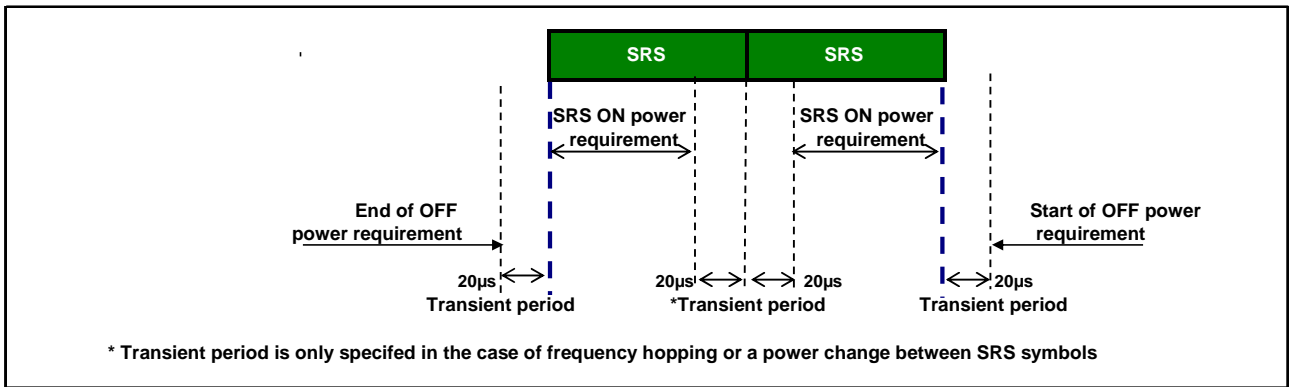 SRS SRS
SRS ON power requirement
SRS ON power requirement
End of OFF power requirement
Start of OFF power requirement
20µs 20µs 20µs 20µs
Transient period *Transient period Transient period
* Transient period is only specifed in the case of frequency hopping or a power change between SRS symbols